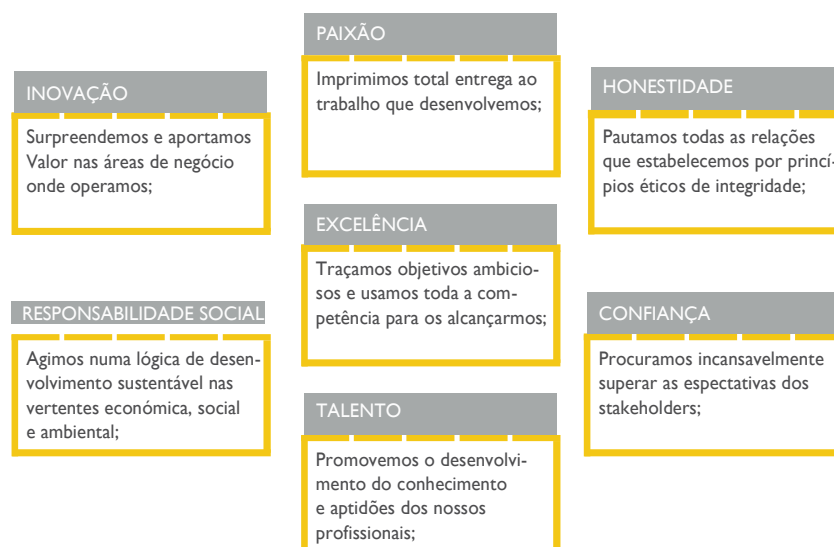 INOVAÇÃO
Surpreendemos e aportamos
Valor nas áreas de negócio
onde operamos;
RESPONSABILIDADE SOCIAL
Agimos numa lógica de desen-
volvimento sustentável nas
vertentes económica, social
e ambiental;
PAIXÃO
Imprimimos total entrega ao
trabalho que desenvolvemos;
EXCELÊNCIA
Traçamos objetivos ambicio-
sos e usamos toda a com-
petência para os alcançarmos;
TALENTO
Promovemos o desenvolvi-
mento do conhecimento
e aptidões dos nossos
profissionais;
HONESTIDADE
Pautamos todas as relações
que estabelecemos por princí-
pios éticos de integridade;
CONFIANÇA
Procuramos incansavelmente
superar as espectativas dos
stakeholders;